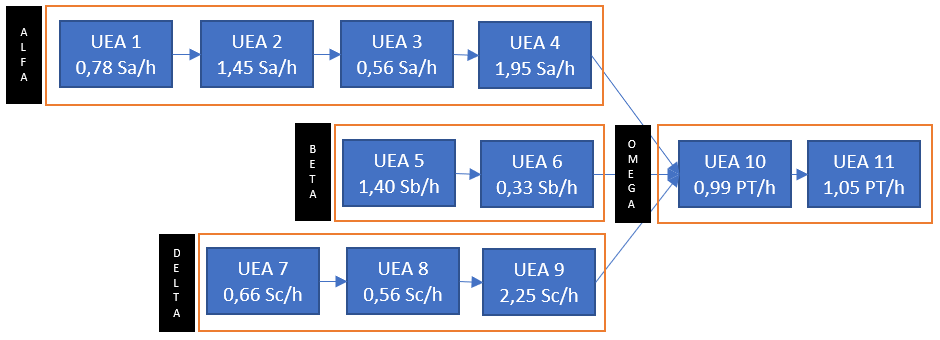 ALFA
UEA 1
0,78 Sa/h
UEA 2
1,45 Sa/h
UEA 3
0,56 Sa/h
UEA 4
1,95 Sa/h
BETA
UEA 5
1,40 Sb/h
UEA 6
0,33 Sb/h
OMEGA
UEA 10
0,99 PT/h
UEA 11
1,05 PT/h
DELTA
UEA 7
0,66 Sc/h
UEA 8
0,56 Sc/h
UEA 9
2,25 Sc/h